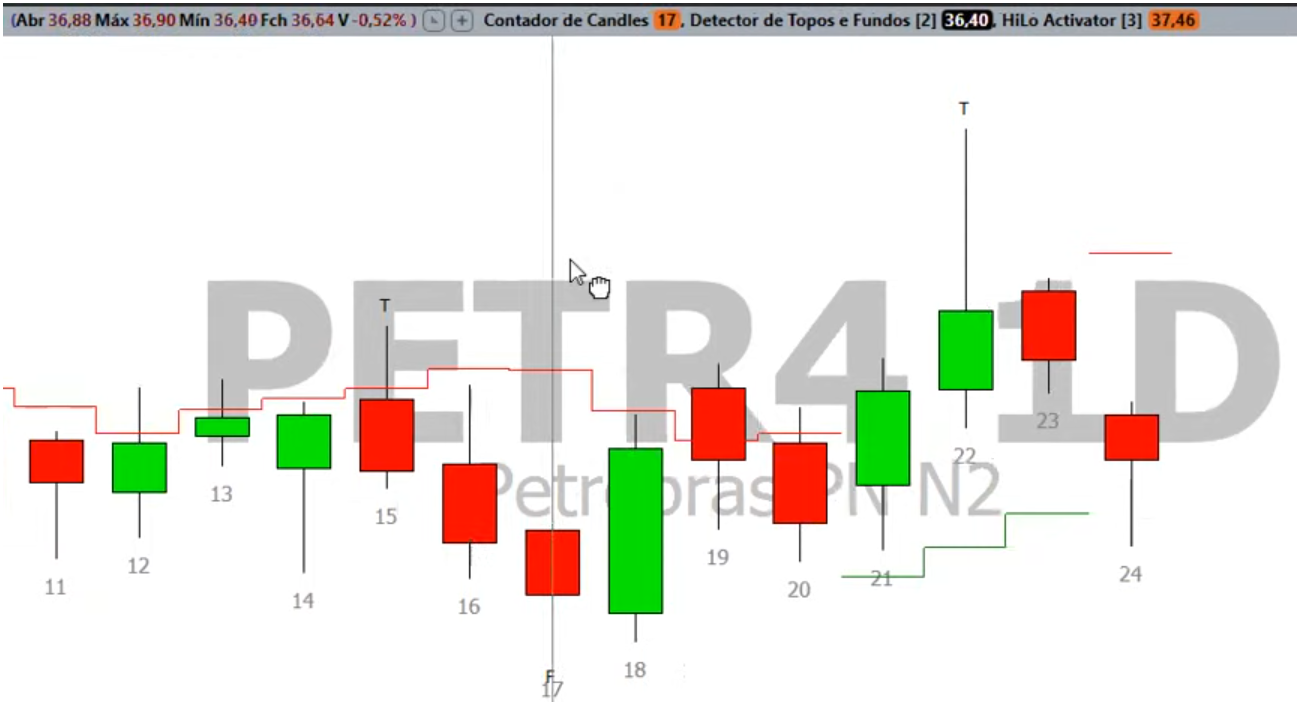 (Abr 36,88 Máx 36,90 Mín 36,40 Fch 36,64 V -0,52% ) Contador de Candles 17, Detector de Topos e Fundos [2] 36,40, HiLo Activator [3] 37,46
T
T
PETR4 1D
Petrobras PN N2
23
22
13
15
19
12
24
21
11
20
14
16
18
F
17